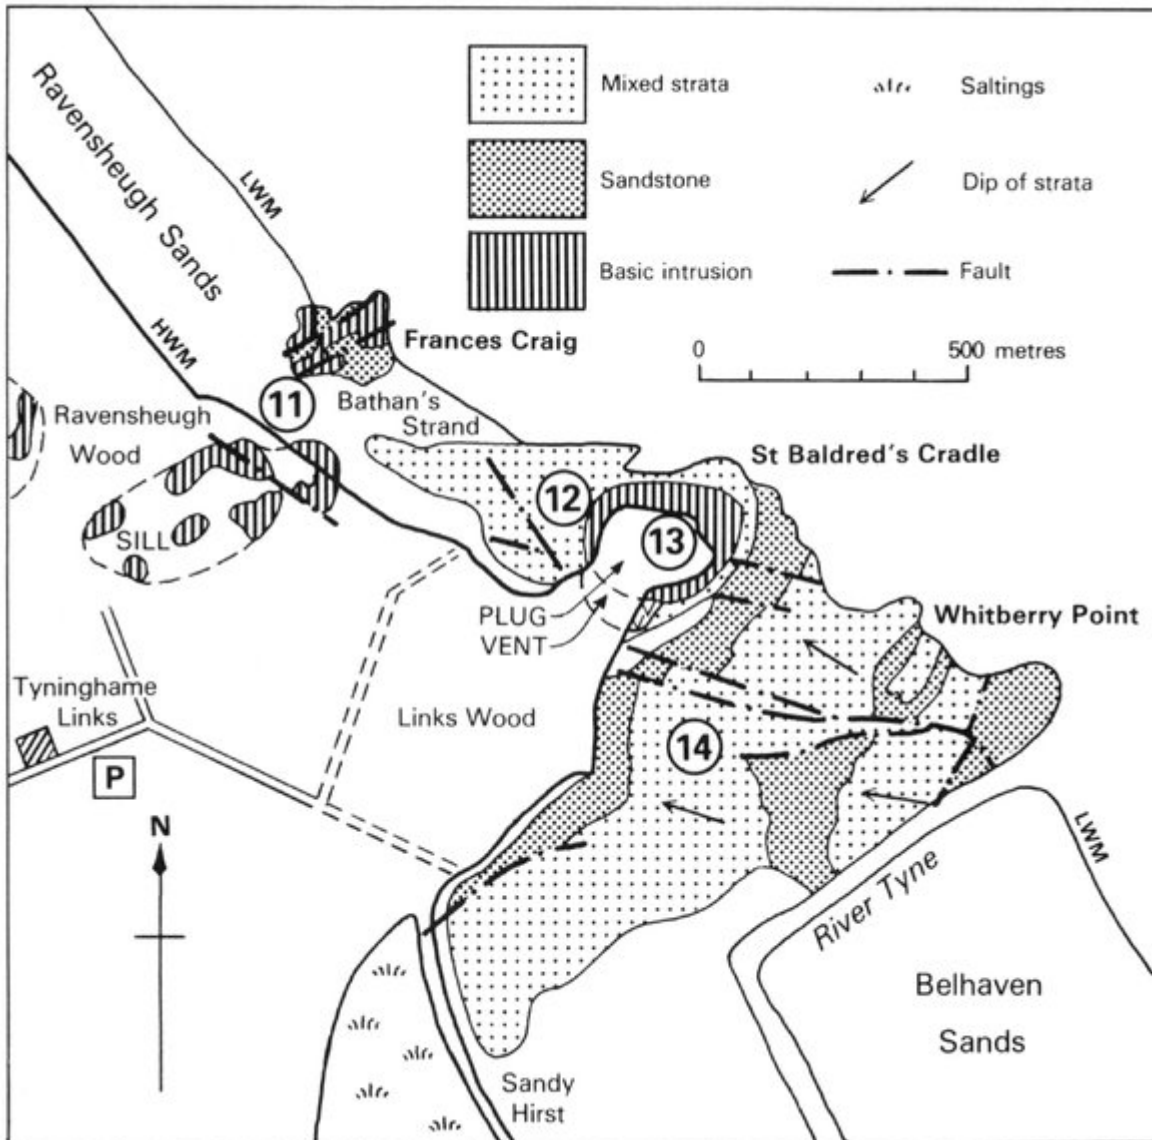 Mixed strata
Saltings
Sandstone
Dip of strata
Basic intrusion
Fault
0
500 metres
Ravensheugh Sands
LWM
HWM
Frances Craig
11
Bathan's
Strand
Ravensheugh
Wood
SILL
St Baldred's Cradle
12
13
PLUG
VENT
Whitberry Point
Tyninghame
Links
P
Links Wood
14
N
River Tyne
LWM
Belhaven
Sands
Sandy
Hirst